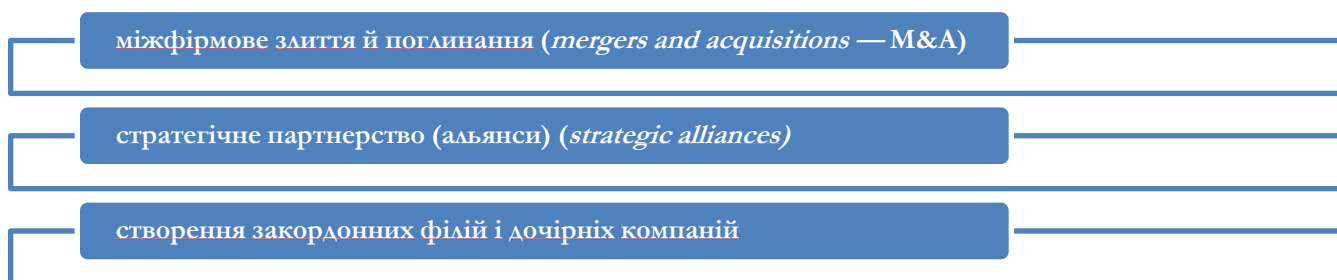 міжфірмове злиття й поглинання (mergers and acquisitions — M&A)
стратегічне партнерство (альянси) (strategic alliances)
створення закордонних філій і дочірніх компаній